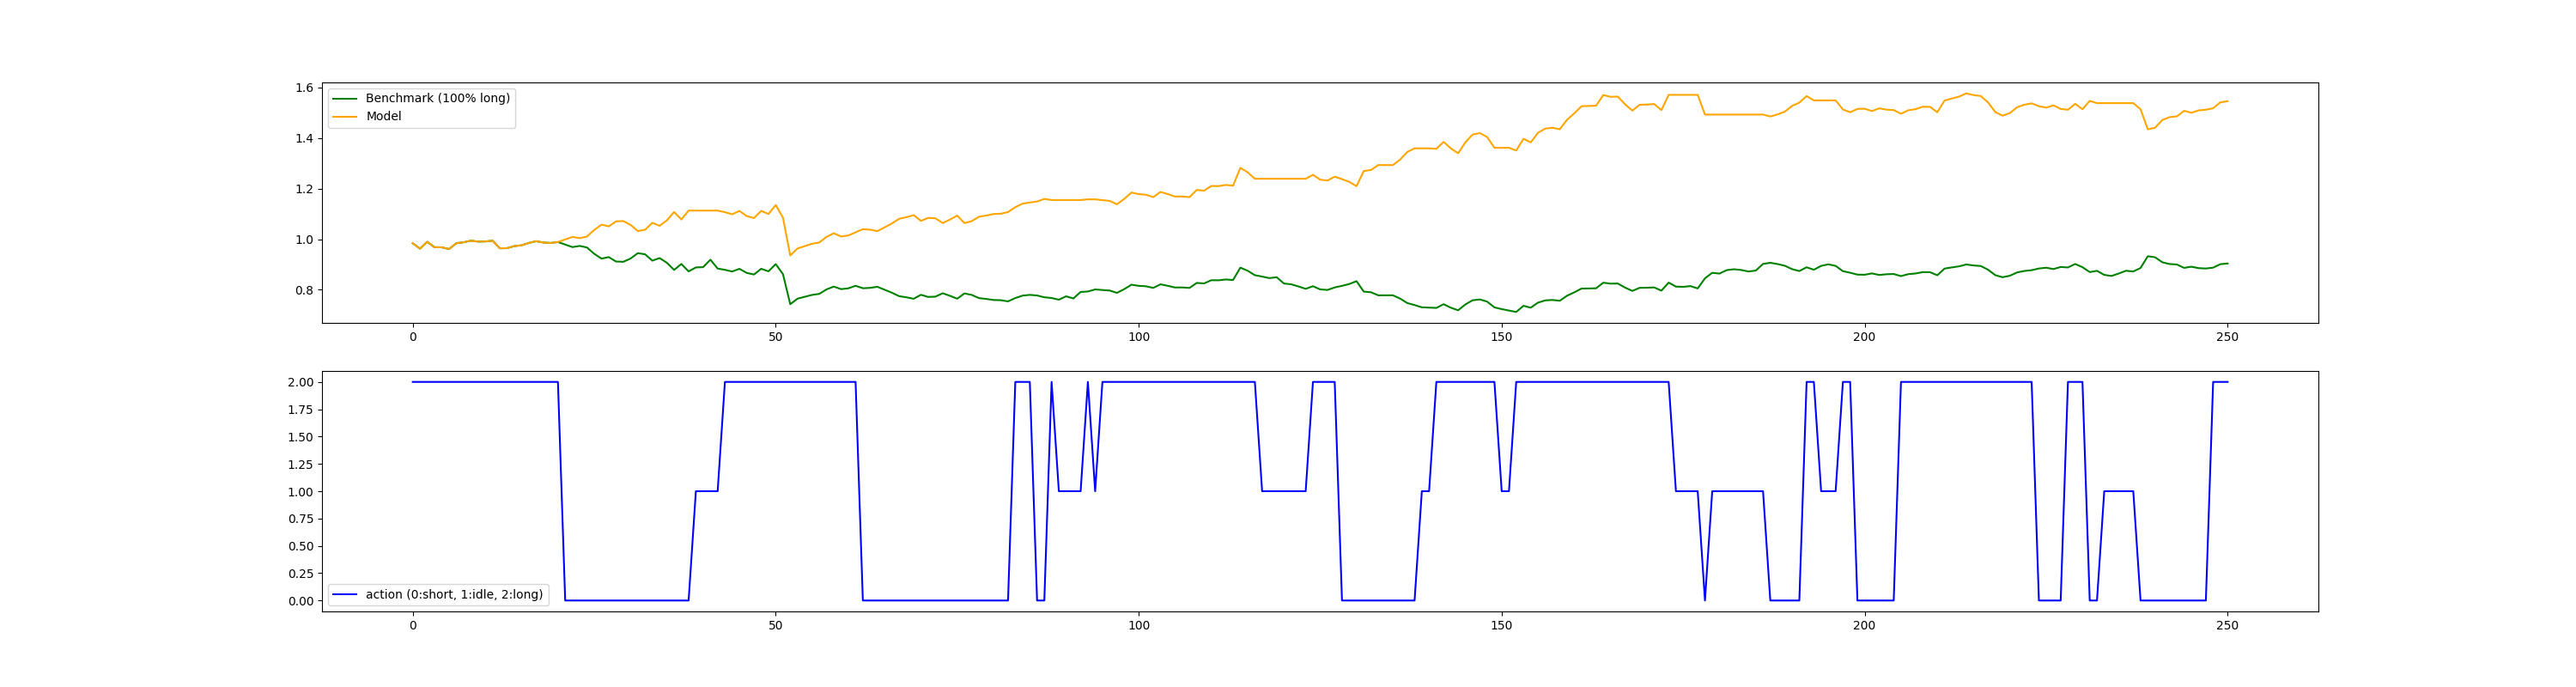 1.6
1.4
1.2
1.0
0.8
Benchmark (100% long)
Model
0 50 100 150 200 250
2.00
1.75
1.50
1.25
1.00
0.75
0.50
0.25
0.00
action (0:short, 1:idle, 2:long)
0 50 100 150 200 250